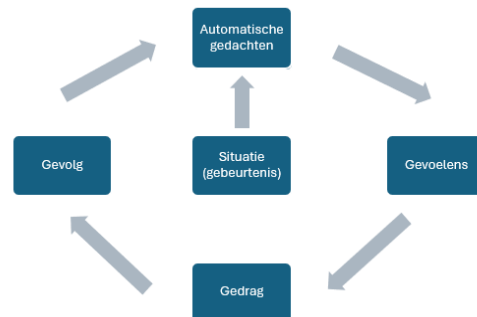 Automatische
gedachten
Gevolg
Situatie
(gebeurtenis)
Gevoelens
Gedrag